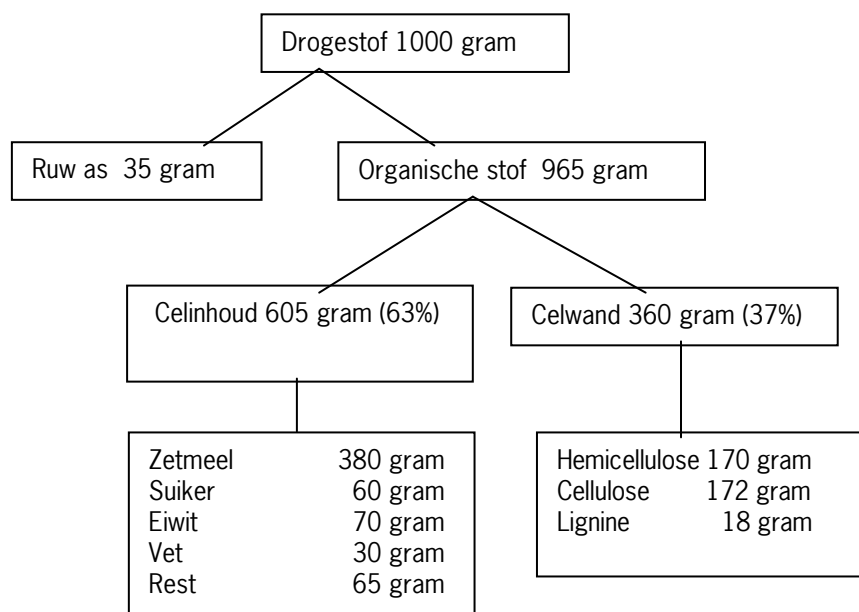 Drogestof 1000 gram
Ruw as 35 gram
Organische stof 965 gram
Celinhoud 605 gram (63%)
Celwand 360 gram (37%)
Zetmeel 380 gram
Suiker 60 gram
Eiwit 70 gram
Vet 30 gram
Rest 65 gram
Hemicellulose 170 gram
Cellulose 172 gram
Lignine 18 gram